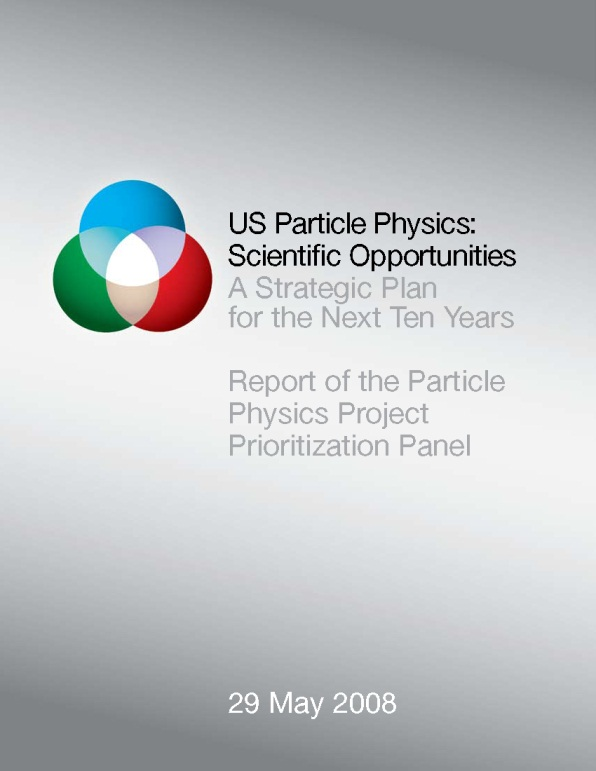 US Particle Physics:
Scientific Opportunities
A Strategic Plan
for the Next Ten Years
Report of the Particle
Physics Project
Prioritization Panel
29 May 2008